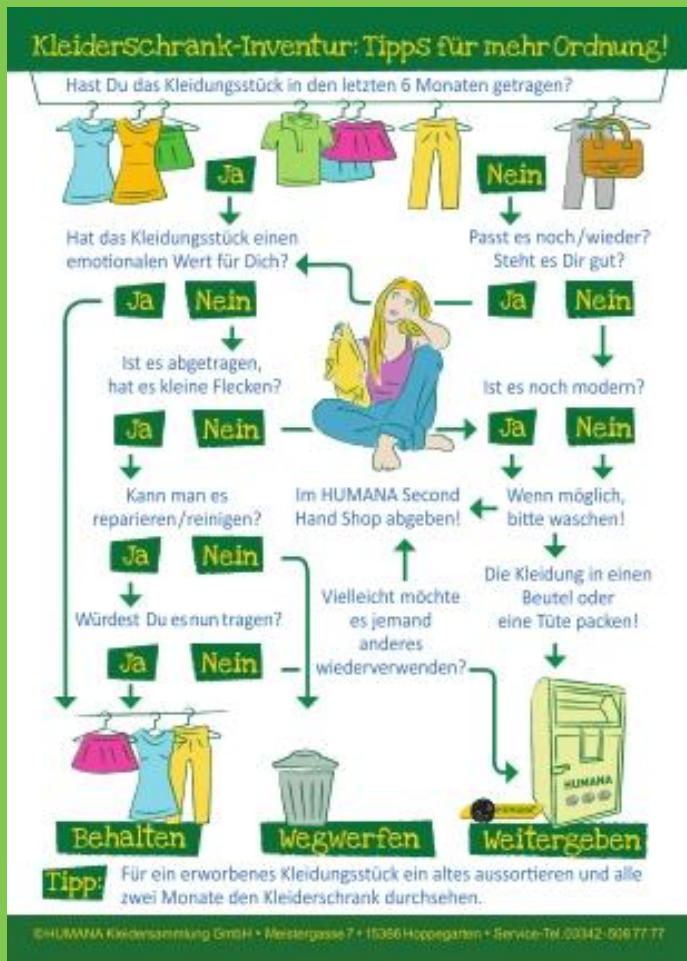 Kleiderschrank-Inventur: Tipps für mehr Ordnung!
Hast Du das Kleidungsstück in den letzten 6 Monaten getragen?
Ja
Nein
Hat das Kleidungsstück einen
emotionalen Wert für Dich?
Passt es noch/wieder?
Steht es Dir gut?
Ja Nein
Ja Nein
Ist es abgetragen,
hat es kleine Flecken?
Ist es noch modern?
Ja Nein
Ja Nein
Kann man es
reparieren/reinigen?
Im HUMANA Second
Hand Shop abgeben!
Wenn möglich,
bitte waschen!
Ja Nein
Die Kleidung in einen
Beutel oder
eine Tüte packen!
Vielleicht möchte
es jemand
anderes
wiederverwenden?
Würdest Du es nun tragen?
Ja Nein
HUMANA
Behalten
Wegwerfen
Weitergeben
Tipp:
Für ein erworbenes Kleidungsstück ein altes aussortieren und alle
zwei Monate den Kleiderschrank durchsehen.
©HUMANA Kleidersammlung GmbH • Meistergasse 7 • 15366 Hoppegarten • Service-Tel. 03342-508 77 77